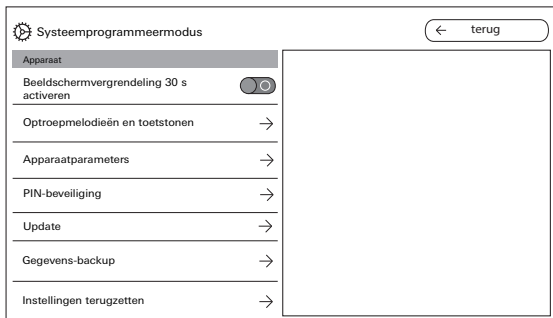 Systeemprogrammeermodus
terug
Apparaat
Beeldschermvergrendeling 30 s
activeren
Optroepmelodieën en toetstonen
Apparaatparameters
PIN-beveiliging
Update
Gegevens-backup
Instellingen terugzetten